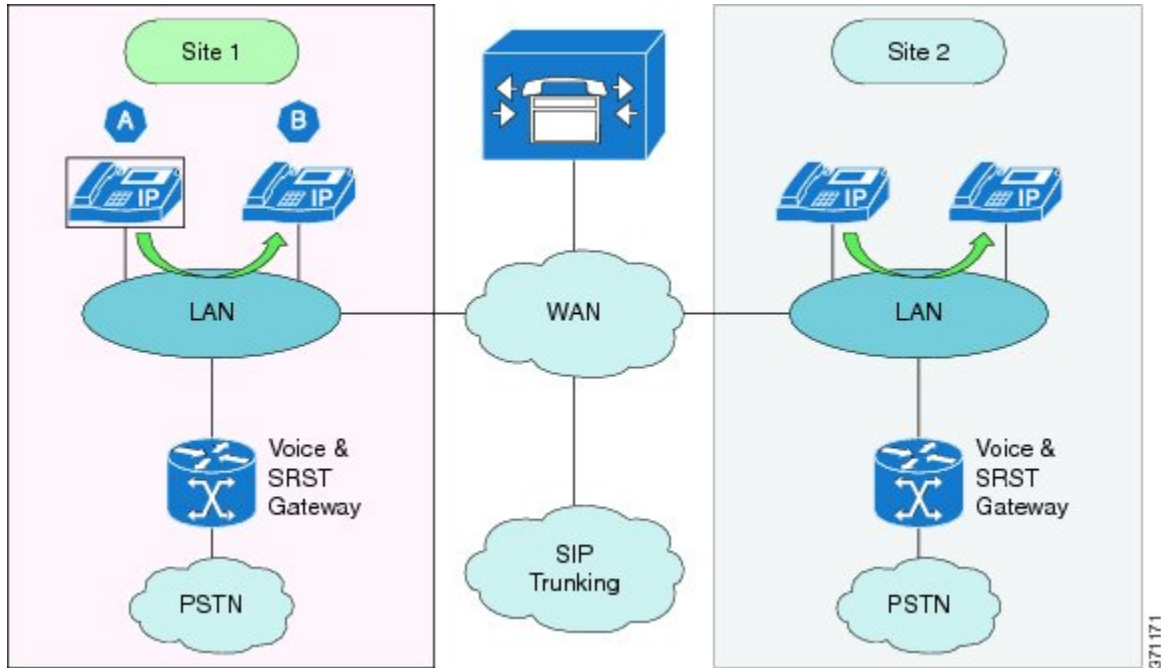 Site 1
Site 2
A
B
IP
IP
IP
IP
LAN
WAN
LAN
Voice &
SRST
Gateway
Voice &
SRST
Gateway
SIP
Trunking
PSTN
PSTN
371171